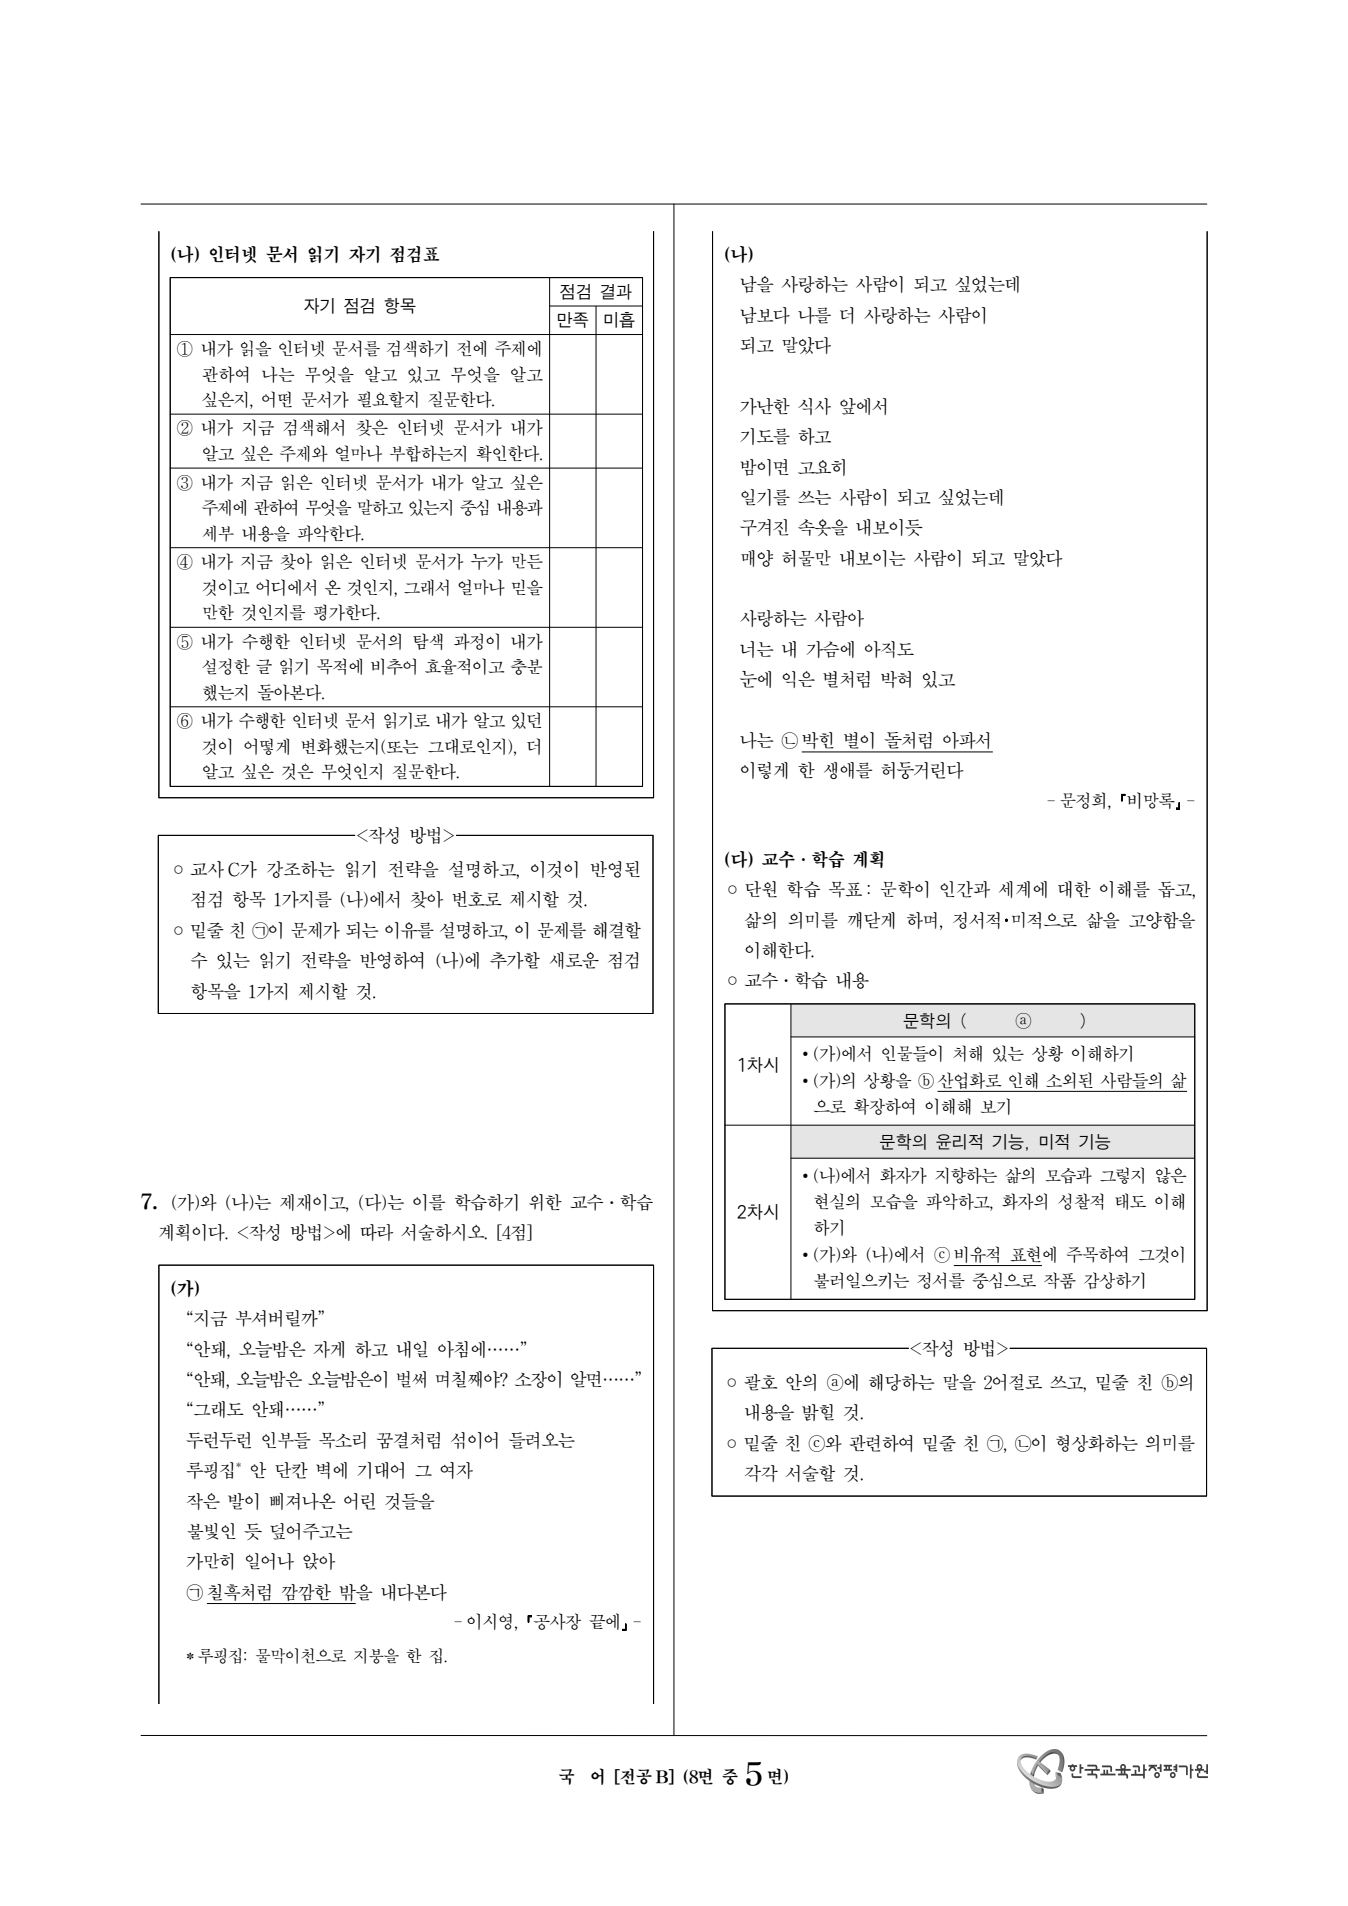 (나) 인터넷 문서 읽기 자기 점검표
자기 점검 항목
점검 결과
만족 미흡
① 내가 읽을 인터넷 문서를 검색하기 전에 주제에
관하여 나는 무엇을 알고 있고 무엇을 알고
싶은지, 어떤 문서가 필요할지 질문한다.
② 내가 지금 검색해서 찾은 인터넷 문서가 내가
알고 싶은 주제와 얼마나 부합하는지 확인한다.
③ 내가 지금 읽은 인터넷 문서가 내가 알고 싶은
주제에 관하여 무엇을 말하고 있는지 중심 내용과
세부 내용을 파악한다.
④ 내가 지금 찾아 읽은 인터넷 문서가 누가 만든
것이고 어디에서 온 것인지, 그래서 얼마나 믿을
만한 것인지를 평가한다.
⑤ 내가 수행한 인터넷 문서의 탐색 과정이 내가
설정한 글 읽기 목적에 비추어 효율적이고 충분
했는지 돌아본다.
⑥ 내가 수행한 인터넷 문서 읽기로 내가 알고 있던
것이 어떻게 변화했는지(또는 그대로인지), 더
알고 싶은 것은 무엇인지 질문한다.
<작성 방법>
○ 교사 C가 강조하는 읽기 전략을 설명하고, 이것이 반영된
점검 항목 1가지를 (나)에서 찾아 번호로 제시할 것.
○ 밑줄 친 ㉠이 문제가 되는 이유를 설명하고, 이 문제를 해결할
수 있는 읽기 전략을 반영하여 (나)에 추가할 새로운 점검
항목을 1가지 제시할 것.
7. (가)와 (나)는 제재이고, (다)는 이를 학습하기 위한 교수・학습
계획이다. <작성 방법>에 따라 서술하시오. [4점]
(가)
“지금 부셔버릴까”
“안돼, 오늘밤은 자게 하고 내일 아침에……”
“안돼, 오늘밤은 오늘밤은이 벌써 며칠째야? 소장이 알면……”
“그래도 안돼……”
두런두런 인부들 목소리 꿈결처럼 섞이어 들려오는
루핑집* 안 단칸 벽에 기대어 그 여자
작은 발이 삐져나온 어린 것들을
불빛인 듯 덮어주고는
가만히 일어나 앉아
㉠ 칠흑처럼 깜깜한 밖을 내다본다
- 이시영, 『공사장 끝에』 -
* 루핑집: 물막이천으로 지붕을 한 집.
(나)
남을 사랑하는 사람이 되고 싶었는데
남보다 나를 더 사랑하는 사람이
되고 말았다
가난한 식사 앞에서
기도를 하고
밤이면 고요히
일기를 쓰는 사람이 되고 싶었는데
구겨진 속옷을 내보이듯
매양 허물만 내보이는 사람이 되고 말았다
사랑하는 사람아
너는 내 가슴에 아직도
눈에 익은 별처럼 박혀 있고
나는 ㉡ 박힌 별이 돌처럼 아파서
이렇게 한 생애를 허둥거린다
- 문정희, 『비망록』 -
(다) 교수・학습 계획
○ 단원 학습 목표: 문학이 인간과 세계에 대한 이해를 돕고,
삶의 의미를 깨닫게 하며, 정서적・미적으로 삶을 고양함을
이해한다.
○ 교수・학습 내용
1차시
문학의 ( ⓐ )
• (가)에서 인물들이 처해 있는 상황 이해하기
• (가)의 상황을 ⓑ 산업화로 인해 소외된 사람들의 삶
으로 확장하여 이해해 보기
2차시
문학의 윤리적 기능, 미적 기능
• (나)에서 화자가 지향하는 삶의 모습과 그렇지 않은
현실의 모습을 파악하고, 화자의 성찰적 태도 이해
하기
• (가)와 (나)에서 ⓒ 비유적 표현에 주목하여 그것이
불러일으키는 정서를 중심으로 작품 감상하기
<작성 방법>
○ 괄호 안의 ⓐ에 해당하는 말을 2어절로 쓰고, 밑줄 친 ⓑ의
내용을 밝힐 것.
○ 밑줄 친 ⓒ와 관련하여 밑줄 친 ㉠, ㉡이 형상화하는 의미를
각각 서술할 것.
국 어 [전공 B] (8면 중 5 면)
한국교육과정평가원